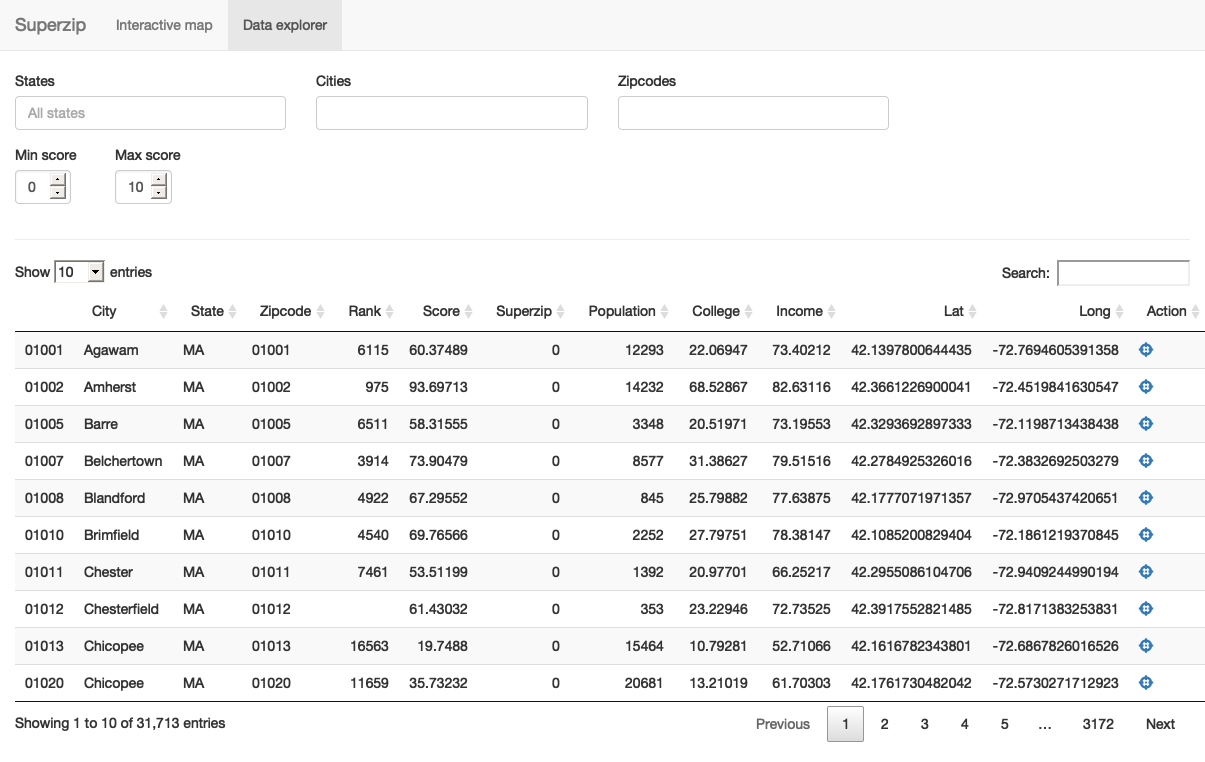 Superzip Interactive map Data explorer
States Cities Zipcodes
All states
Min score Max score
0 10
Show 10 entries Search:
City State Zipcode Rank Score Superzip Population College Income Lat Long Action
01001 Agawam MA 01001 6115 60.37489 0 12293 22.06947 73.40212 42.1397800644435 -72.7694605391358
01002 Amherst MA 01002 975 93.69713 0 14232 68.52867 82.63116 42.3661226900041 -72.4519841630547
01005 Barre MA 01005 6511 58.31555 0 3348 20.51971 73.19553 42.3293692897333 -72.1198713438438
01007 Belchertown MA 01007 3914 73.90479 0 8577 31.38627 79.51516 42.2784925326016 -72.3832692503279
01008 Blandford MA 01008 4922 67.29552 0 845 25.79882 77.63875 42.1777071971357 -72.9705437420651
01010 Brimfield MA 01010 4540 69.76566 0 2252 27.79751 78.38147 42.1085200829404 -72.1861219370845
01011 Chester MA 01011 7461 53.51199 0 1392 20.97701 66.25217 42.2955086104706 -72.9409244990194
01012 Chesterfield MA 01012 61.43032 0 353 23.22946 72.73525 42.3917552821485 -72.8171383253831
01013 Chicopee MA 01013 16563 19.7488 0 15464 10.79281 52.71066 42.1616782343801 -72.6867826016526
01020 Chicopee MA 01020 11659 35.73232 0 20681 13.21019 61.70303 42.1761730482042 -72.5730271712923
Showing 1 to 10 of 31,713 entries Previous 1 2 3 4 5 … 3172 Next